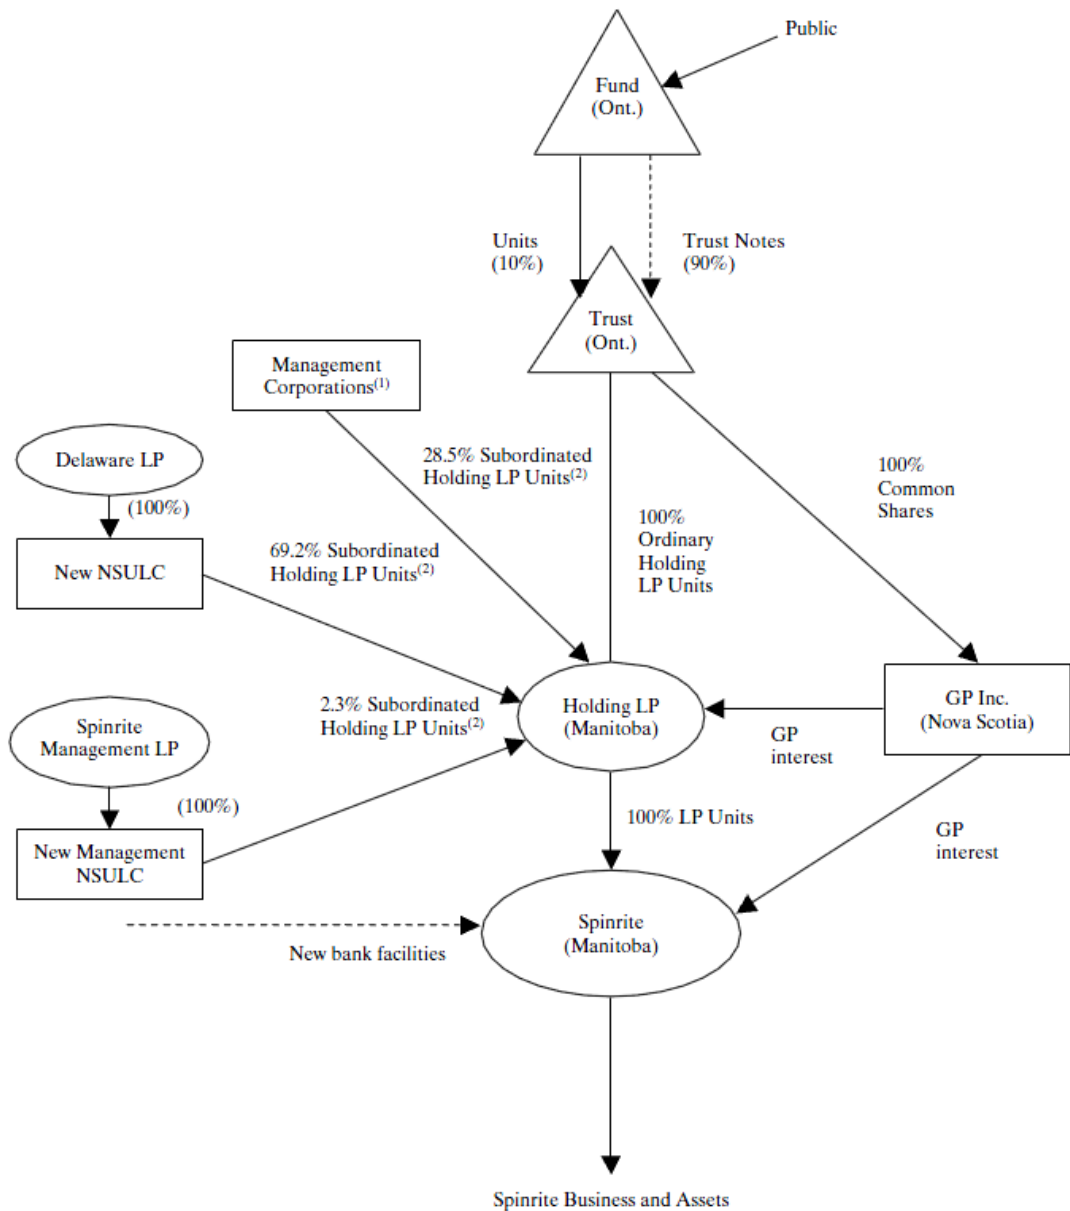 Public
Fund
(Ont.)
Units
(10%)
Trust Notes
(90%)
Trust
(Ont.)
Management
Corporations(1)
28.5% Subordinated
Holding LP Units(2)
100%
Common
Shares
Delaware LP
(100%)
100%
Ordinary
Holding
LP Units
69.2% Subordinated
Holding LP Units(2)
New NSULC
2.3% Subordinated
Holding LP Units(2)
Holding LP
(Manitoba)
GP Inc.
(Nova Scotia)
Spinrite
Management LP
GP
interest
(100%)
100% LP Units
GP
interest
New Management
NSULC
Spinrite
(Manitoba)
New bank facilities
Spinrite Business and Assets